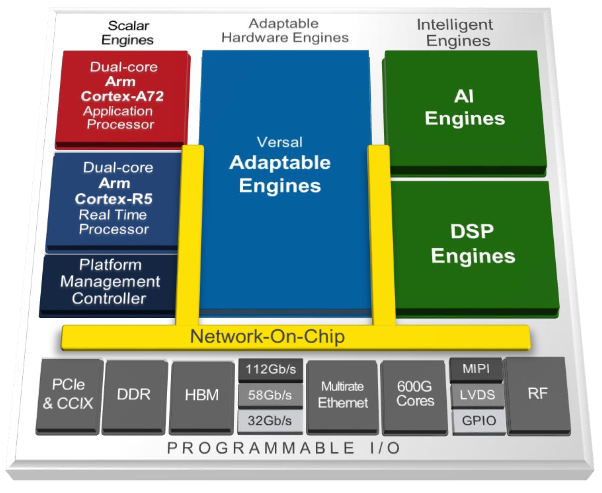 Scalar
Engines
Adaptable
Hardware Engines
Intelligent
Engines
Dual-core
Arm
Cortex-A72
Application
Processor
Dual-core
Arm
Cortex-R5
Real Time
Processor
Platform
Management
Controller
Versal
Adaptable
Engines
AI
Engines
DSP
Engines
Network-On-Chip
PCIe
& CCIX
DDR
HBM
112Gb/s
58Gb/s
32Gb/s
Multirate
Ethernet
600G
Cores
MIPI
LVDS
GPIO
RF
PROGRAMMABLE I/O